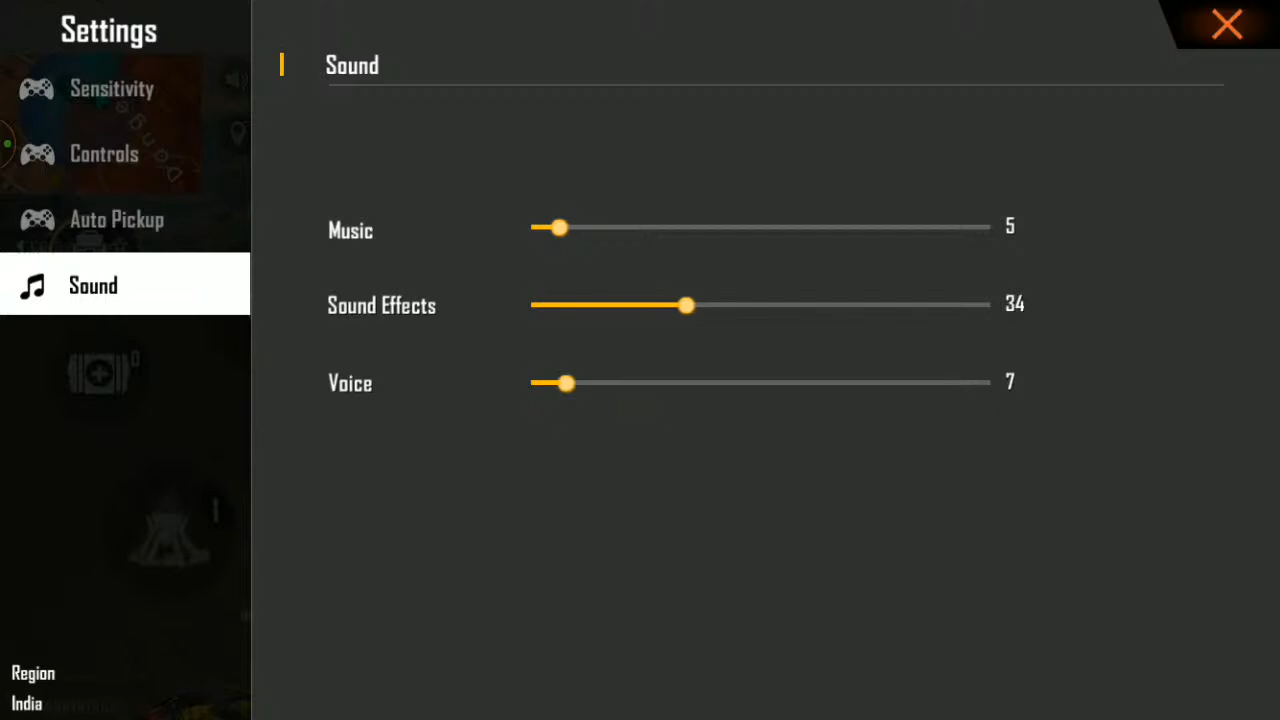 Settings
Sensitivity
Controls
Auto Pickup
Sound
Region
India
Sound
Music 5
Sound Effects 34
Voice 7